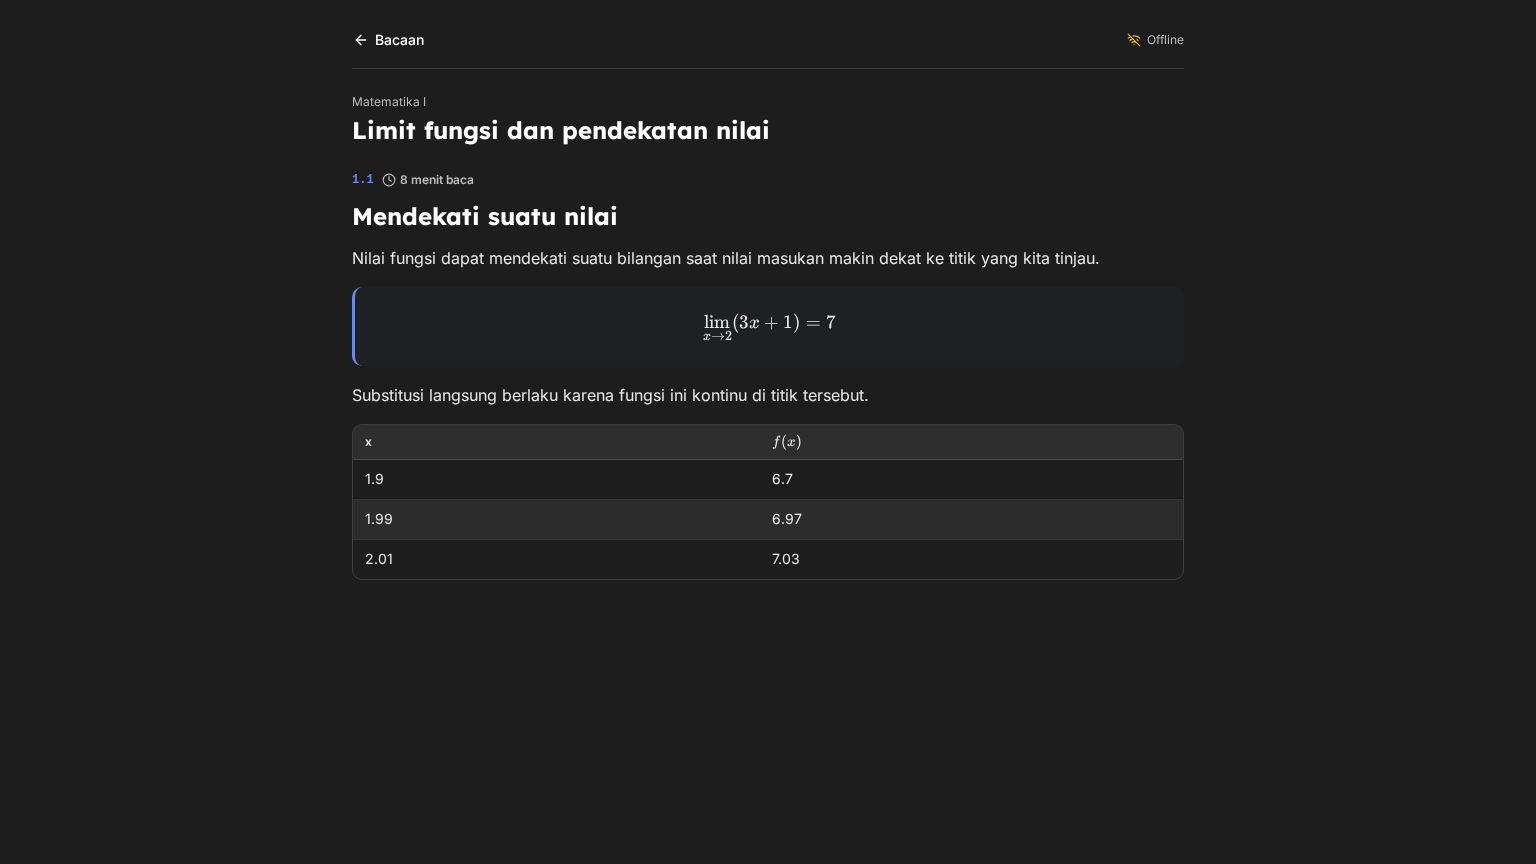 Bacaan
Offline
Matematika I
Limit fungsi dan pendekatan nilai
1.1 8 menit baca
Mendekati suatu nilai
Nilai fungsi dapat mendekati suatu bilangan saat nilai masukan makin dekat ke titik yang kita tinjau.
lim x→2 (3x + 1) = 7
Substitusi langsung berlaku karena fungsi ini kontinu di titik tersebut.
x f(x)
1.9 6.7
1.99 6.97
2.01 7.03